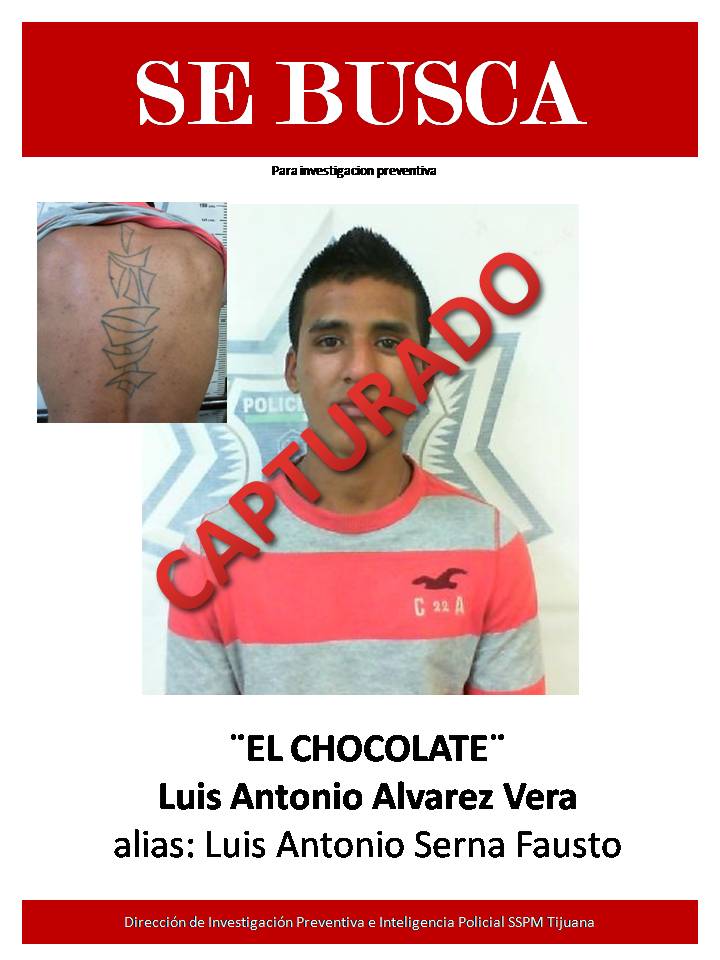 SE BUSCA
Para investigacion preventiva
POLICI
CAPTURADO
C 22 A
¨EL CHOCOLATE¨
Luis Antonio Alvarez Vera
alias: Luis Antonio Serna Fausto
Dirección de Investigación Preventiva e Inteligencia Policial SSPM Tijuana